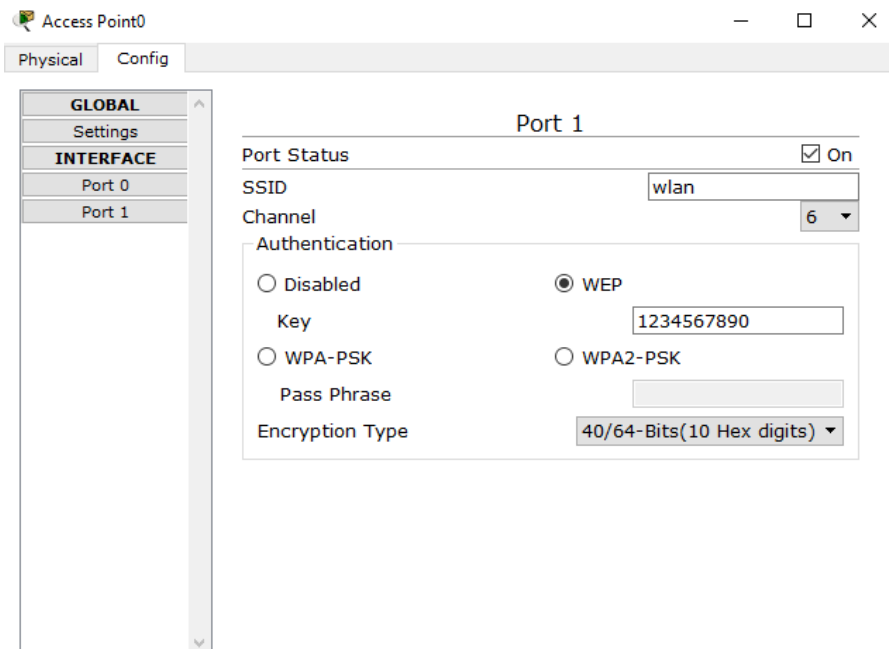 Access Point0
Physical Config
GLOBAL
Settings
INTERFACE
Port 0
Port 1
Port 1
Port Status On
SSID wlan
Channel 6
Authentication
Disabled WEP
Key 1234567890
WPA-PSK WPA2-PSK
Pass Phrase
Encryption Type 40/64-Bits(10 Hex digits)